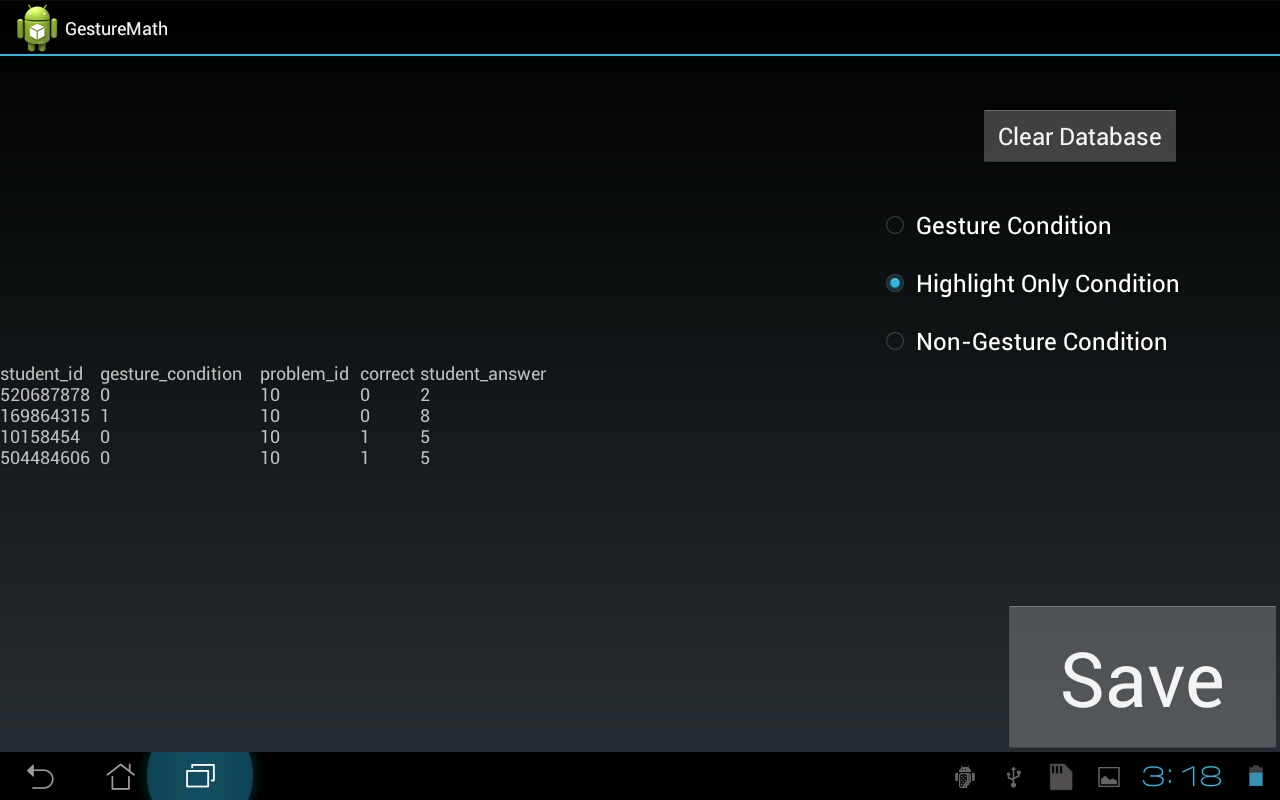 GestureMath
Clear Database
Gesture Condition
Highlight Only Condition
Non-Gesture Condition
student_id gesture_condition problem_id correct student_answer
520687878 0 10 0 2
169864315 1 10 0 8
10158454 0 10 1 5
504484606 0 10 1 5
Save
3:18